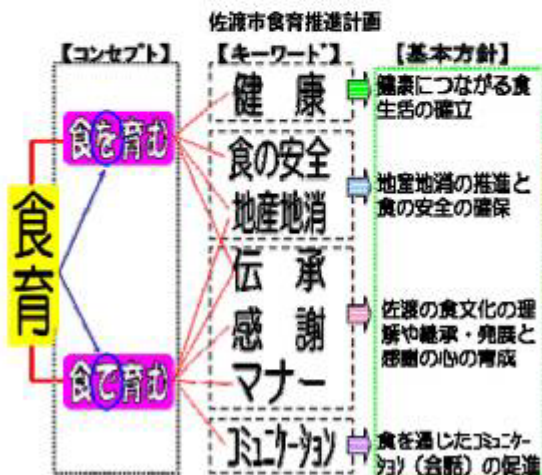 佐渡市食育推進計画
【コンセプト】
【キーワード】
[基本方針]
食育
食を育む
食で育む
健 康
食の安全
地産地消
伝 承
感 謝
マナー
コミュニケーション
健康につながる食
生活の確立
地産地消の推進と
食の安全の確保
佐渡の食文化の理
解や継承・発展と
感謝の心の育成
食を通じたコミュニケー
ション（会話）の促進